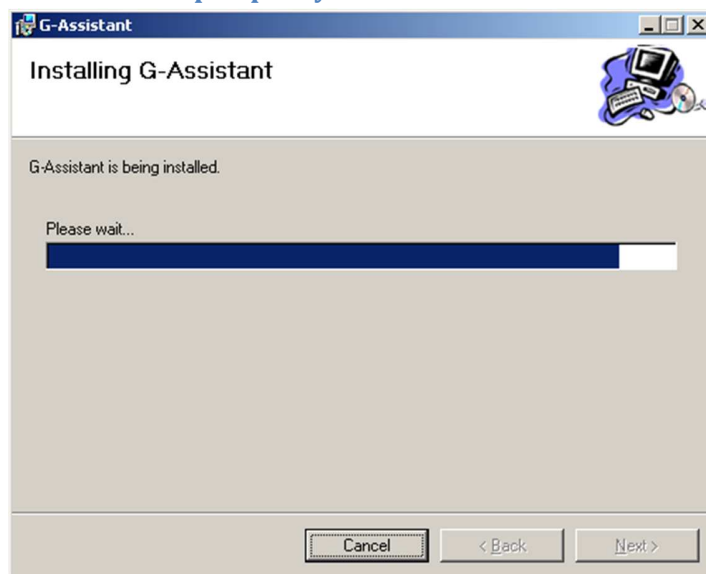 G-Assistant
Installing G-Assistant
G-Assistant is being installed.
Please wait...
Cancel
< Back
Next >